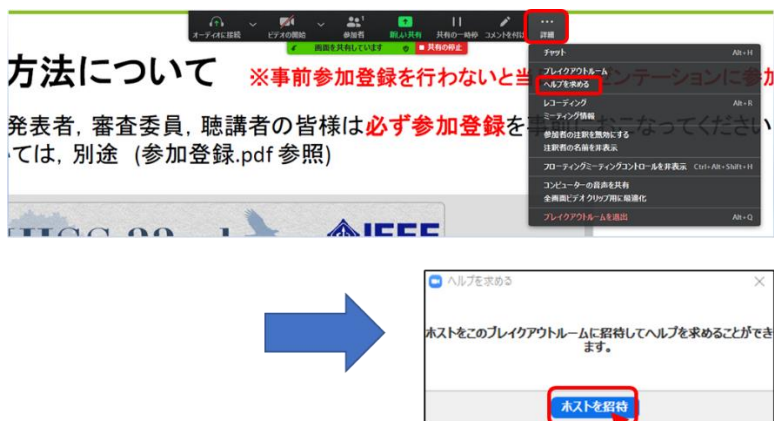 オーディオに接続 ビデオの開始 参加者 1 新しい共有 共有の一時停 コメントを付け 詳細
画面を共有しています 共有の停止
チャット Alt+H
ブレイクアウトルーム
ヘルプを求める
レコーディング Alt+R
ミーティング情報
参加者の注釈を無効にする
注釈者の名前を非表示
フローティングミーティングコントロールを非表示 Ctrl+Alt+Shift+H
コンピューターの音声を共有
全画面ビデオ クリップ用に最適化
ブレイクアウトルームを退出 Alt+Q
方法について ※事前参加登録を行わないと当
発表者, 審査委員, 聴講者の皆様は必ず参加登録を事前におこなってください
ては, 別途 (参加登録.pdf 参照)
IEEE
ヘルプを求める
ホストをこのブレイクアウトルームに招待してヘルプを求めることができ
ます。
ホストを招待